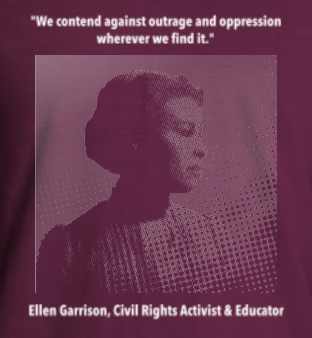 "We contend against outrage and oppression
wherever we find it."
Ellen Garrison, Civil Rights Activist & Educator